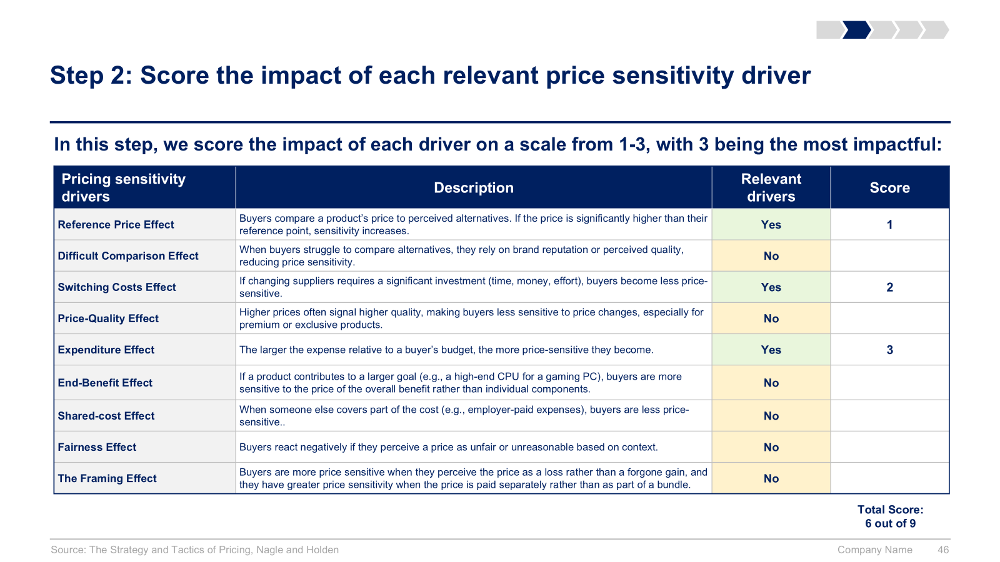 Step 2: Score the impact of each relevant price sensitivity driver
In this step, we score the impact of each driver on a scale from 1-3, with 3 being the most impactful:
Pricing sensitivity
drivers
Description
Relevant
drivers
Score
Reference Price Effect
Buyers compare a product’s price to perceived alternatives. If the price is significantly higher than their
reference point, sensitivity increases.
Yes
1
Difficult Comparison Effect
When buyers struggle to compare alternatives, they rely on brand reputation or perceived quality,
reducing price sensitivity.
No
Switching Costs Effect
If changing suppliers requires a significant investment (time, money, effort), buyers become less price-
sensitive.
Yes
2
Price-Quality Effect
Higher prices often signal higher quality, making buyers less sensitive to price changes, especially for
premium or exclusive products.
No
Expenditure Effect
The larger the expense relative to a buyer’s budget, the more price-sensitive they become.
Yes
3
End-Benefit Effect
If a product contributes to a larger goal (e.g., a high-end CPU for a gaming PC), buyers are more
sensitive to the price of the overall benefit rather than individual components.
No
Shared-cost Effect
When someone else covers part of the cost (e.g., employer-paid expenses), buyers are less price-
sensitive..
No
Fairness Effect
Buyers react negatively if they perceive a price as unfair or unreasonable based on context.
No
The Framing Effect
Buyers are more price sensitive when they perceive the price as a loss rather than a forgone gain, and
they have greater price sensitivity when the price is paid separately rather than as part of a bundle.
No
Total Score:
6 out of 9
Source: The Strategy and Tactics of Pricing, Nagle and Holden
Company Name
46